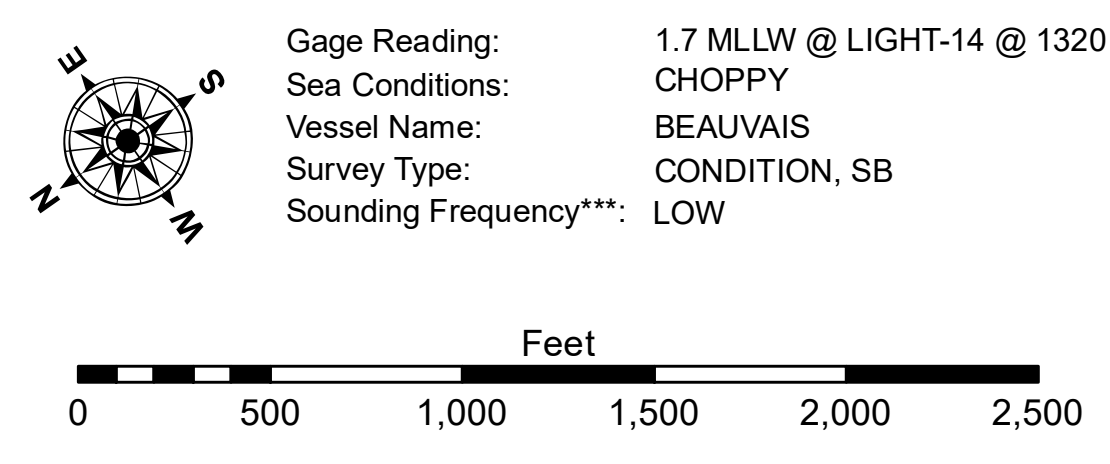 E
S
N
W
Gage Reading: 1.7 MLLW @ LIGHT-14 @ 1320
Sea Conditions: CHOPPY
Vessel Name: BEAUVAIS
Survey Type: CONDITION, SB
Sounding Frequency***: LOW
Feet
0 500 1,000 1,500 2,000 2,500